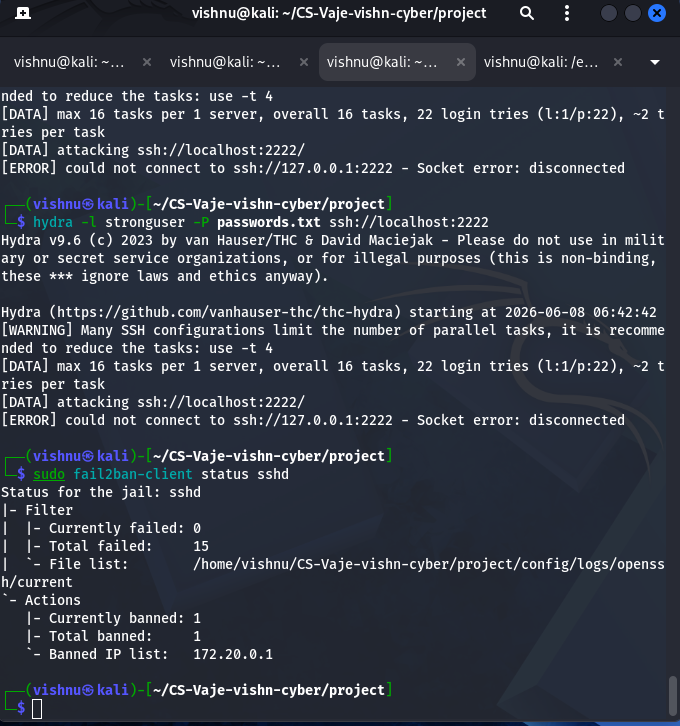 vishnu@kali: ~/CS-Vaje-vishn-cyber/project
vishnu@kali: ~...
vishnu@kali: ~...
vishnu@kali: ~...
vishnu@kali: /e...
nded to reduce the tasks: use -t 4
[DATA] max 16 tasks per 1 server, overall 16 tasks, 22 login tries (l:1/p:22), ~2 t
ries per task
[DATA] attacking ssh://localhost:2222/
[ERROR] could not connect to ssh://127.0.0.1:2222 - Socket error: disconnected
┌──(vishnu㉿kali)-[~/CS-Vaje-vishn-cyber/project]
└─$ hydra -l stronguser -P passwords.txt ssh://localhost:2222
Hydra v9.6 (c) 2023 by van Hauser/THC & David Maciejak - Please do not use in milit
ary or secret service organizations, or for illegal purposes (this is non-binding,
these *** ignore laws and ethics anyway).
Hydra (https://github.com/vanhauser-thc/thc-hydra) starting at 2026-06-08 06:42:42
[WARNING] Many SSH configurations limit the number of parallel tasks, it is recomme
nded to reduce the tasks: use -t 4
[DATA] max 16 tasks per 1 server, overall 16 tasks, 22 login tries (l:1/p:22), ~2 t
ries per task
[DATA] attacking ssh://localhost:2222/
[ERROR] could not connect to ssh://127.0.0.1:2222 - Socket error: disconnected
┌──(vishnu㉿kali)-[~/CS-Vaje-vishn-cyber/project]
└─$ sudo fail2ban-client status sshd
Status for the jail: sshd
|- Filter
|  |- Currently failed: 0
|  |- Total failed:     15
|  `- File list:        /home/vishnu/CS-Vaje-vishn-cyber/project/config/logs/openss
h/current
`- Actions
   |- Currently banned: 1
   |- Total banned:     1
   `- Banned IP list:   172.20.0.1
┌──(vishnu㉿kali)-[~/CS-Vaje-vishn-cyber/project]
└─$